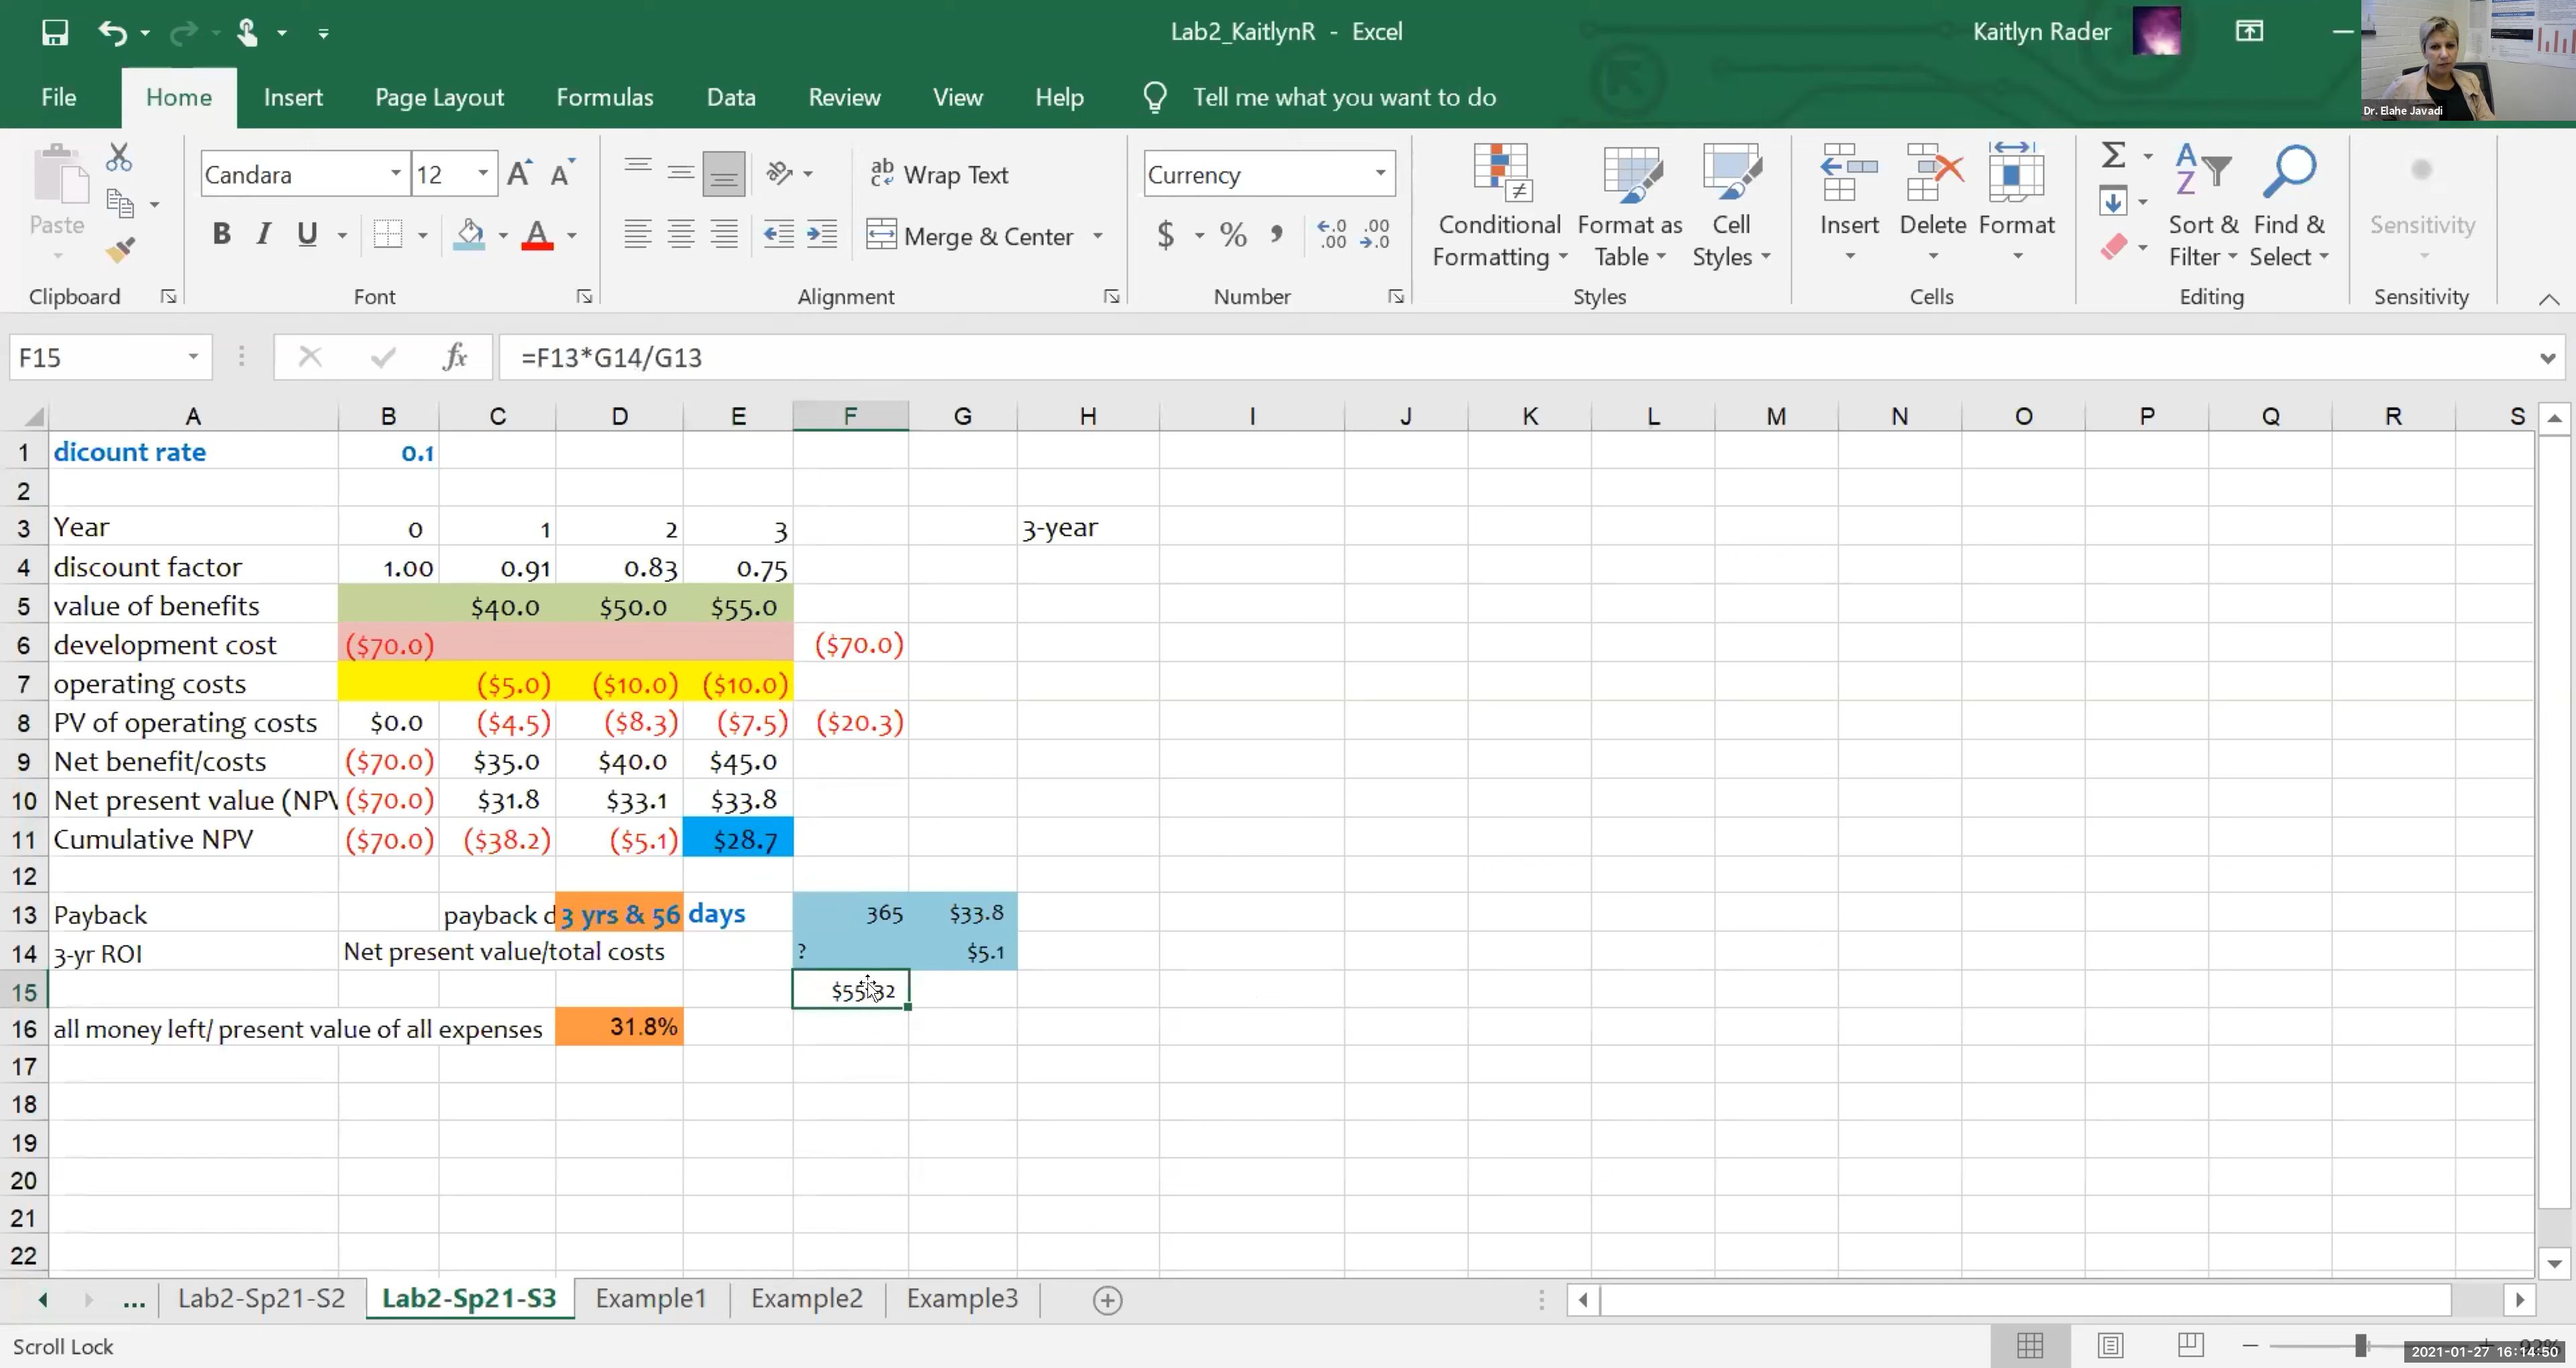 Lab2_KaitlynR - Excel
Kaitlyn Rader
Dr. Elahe Javadi
File Home Insert Page Layout Formulas Data Review View Help Tell me what you want to do
Candara 12
Wrap Text
Currency
Paste
B I U
Merge & Center
$ % ,
Conditional Formatting
Format as Table
Cell Styles
Insert Delete Format
Sort & Filter
Find & Select
Sensitivity
Clipboard Font Alignment Number Styles Cells Editing Sensitivity
F15 fx =F13*G14/G13
A B C D E F G H I J K L M N O P Q R S
1 dicount rate 0.1
2
3 Year 0 1 2 3 3-year
4 discount factor 1.00 0.91 0.83 0.75
5 value of benefits $40.0 $50.0 $55.0
6 development cost ($70.0) ($70.0)
7 operating costs ($5.0) ($10.0) ($10.0)
8 PV of operating costs $0.0 ($4.5) ($8.3) ($7.5) ($20.3)
9 Net benefit/costs ($70.0) $35.0 $40.0 $45.0
10 Net present value (NPV ($70.0) $31.8 $33.1 $33.8
11 Cumulative NPV ($70.0) ($38.2) ($5.1) $28.7
12
13 Payback payback d 3 yrs & 56 days 365 $33.8
14 3-yr ROI Net present value/total costs ? $5.1
15
16 all money left/ present value of all expenses 31.8%
17
18
19
20
21
22
... Lab2-Sp21-S2 Lab2-Sp21-S3 Example1 Example2 Example3
Scroll Lock
2021-01-27 16:14:50